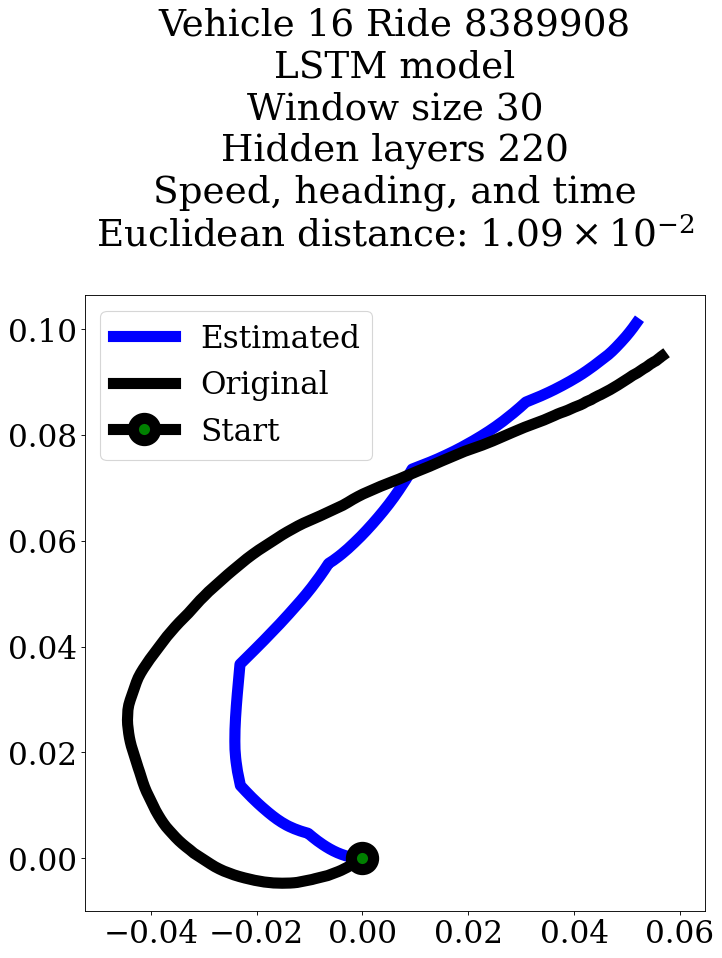 Vehicle 16 Ride 8389908
LSTM model
Window size 30
Hidden layers 220
Speed, heading, and time
Euclidean distance: 1.09 × 10⁻²
Estimated
Original
Start
0.10
0.08
0.06
0.04
0.02
0.00
−0.04 −0.02 0.00 0.02 0.04 0.06